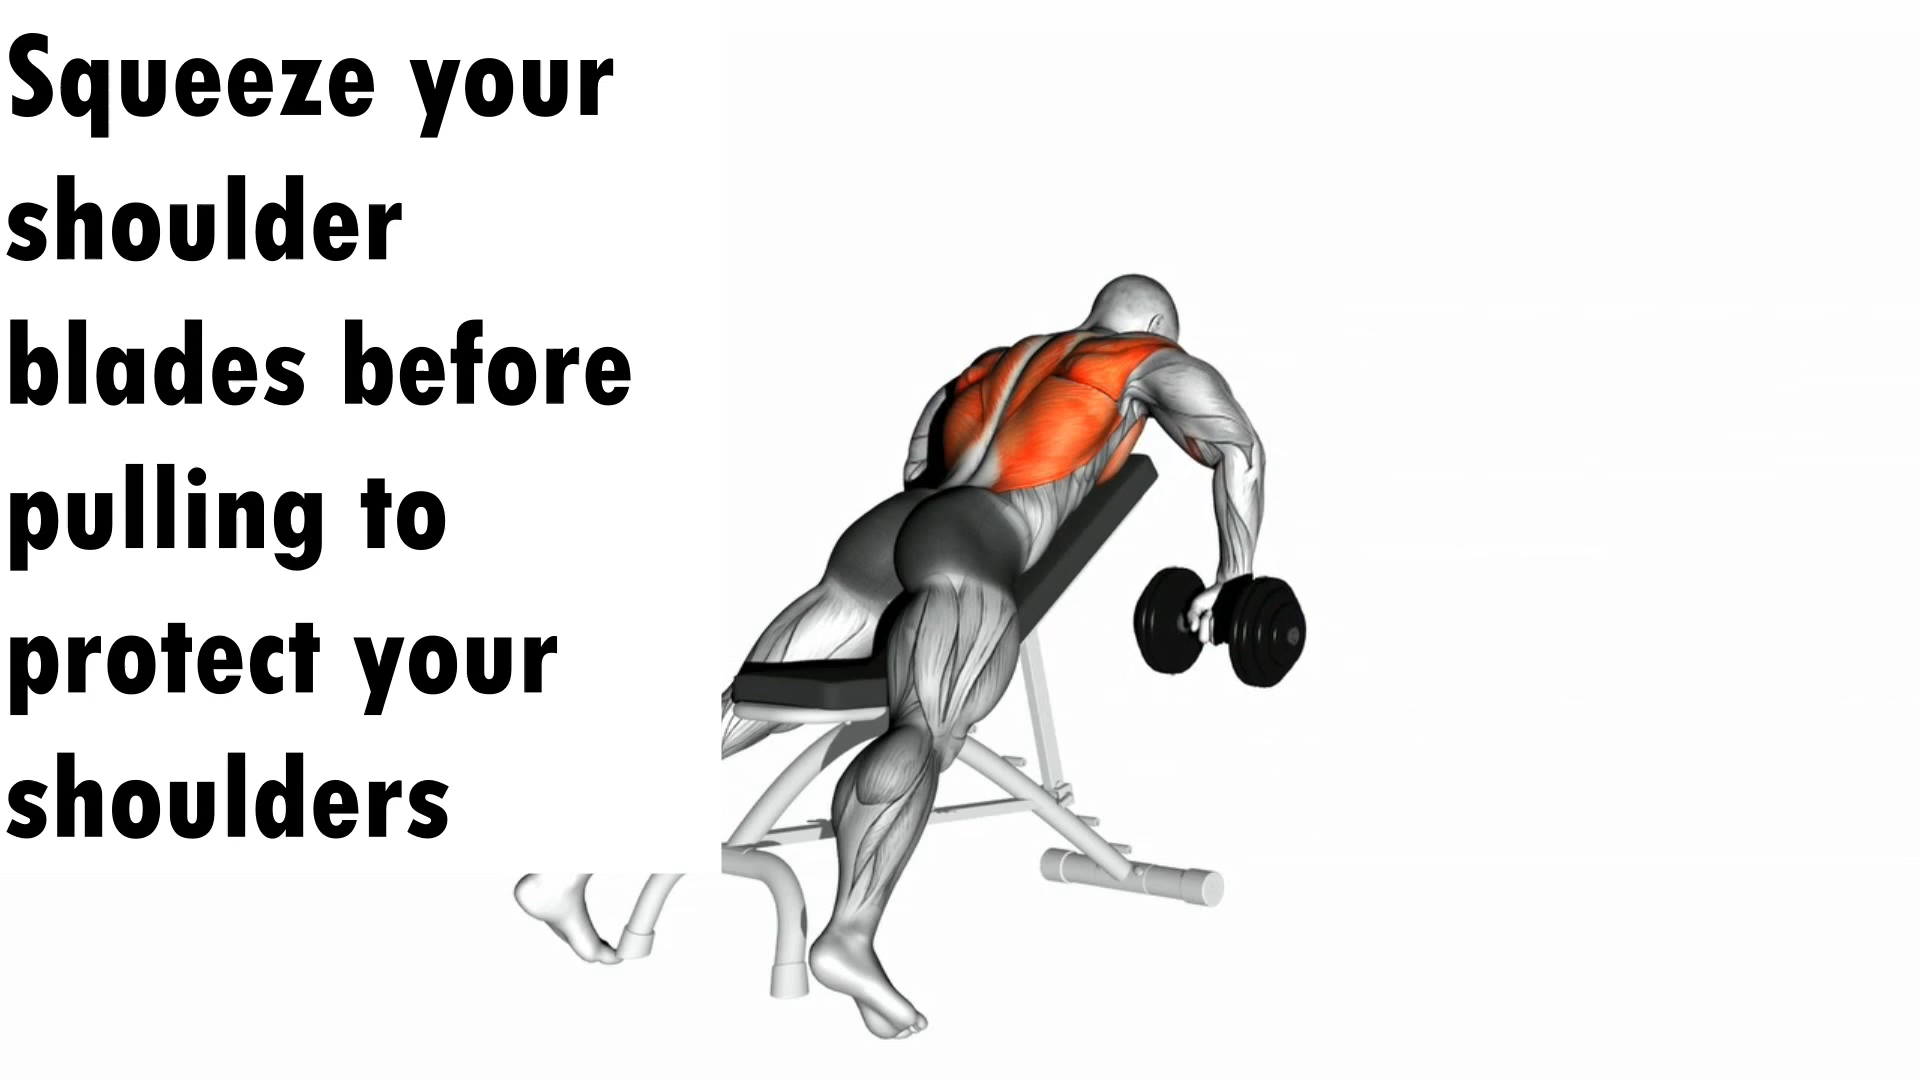 Squeeze your
shoulder
blades before
pulling to
protect your
shoulders